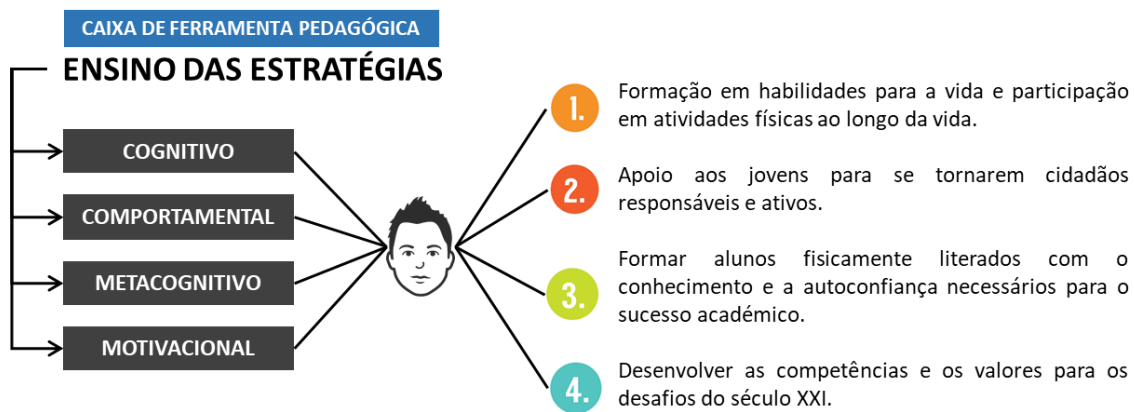 CAIXA DE FERRAMENTA PEDAGÓGICA
ENSINO DAS ESTRATÉGIAS
COGNITIVO
COMPORTAMENTAL
METACOGNITIVO
MOTIVACIONAL
1.
Formação em habilidades para a vida e participação
em atividades físicas ao longo da vida.
2.
Apoio aos jovens para se tornarem cidadãos
responsáveis e ativos.
3.
Formar alunos fisicamente literados com o
conhecimento e a autoconfiança necessários para o
sucesso académico.
4.
Desenvolver as competências e os valores para os
desafios do século XXI.